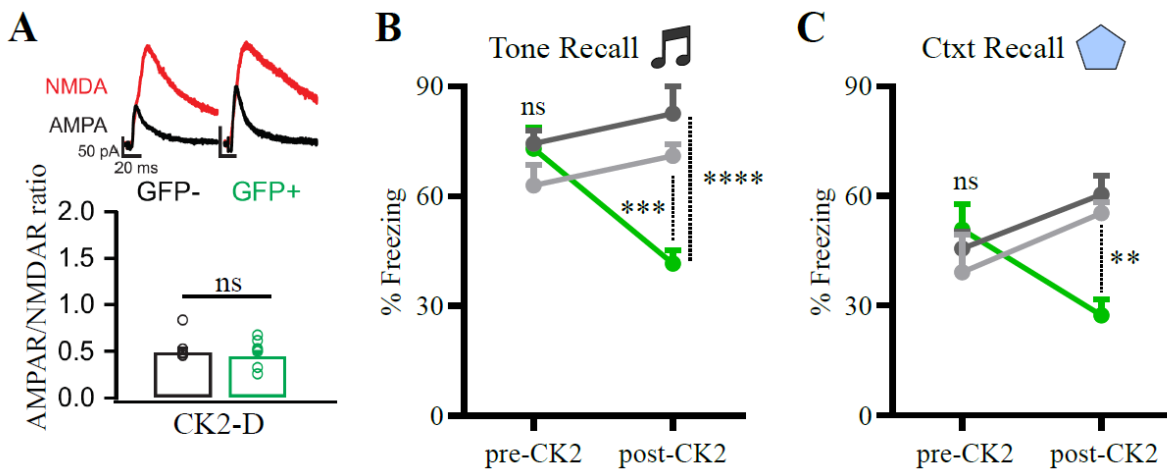 A
NMDA
AMPA
50 pA
20 ms
GFP-
GFP+
AMPAR/NMDAR ratio
2.0
1.5
1.0
0.5
0.0
ns
CK2-D
B
Tone Recall
% Freezing
90
60
30
0
ns
***
****
pre-CK2
post-CK2
C
Ctxt Recall
% Freezing
90
60
30
0
ns
**
pre-CK2
post-CK2